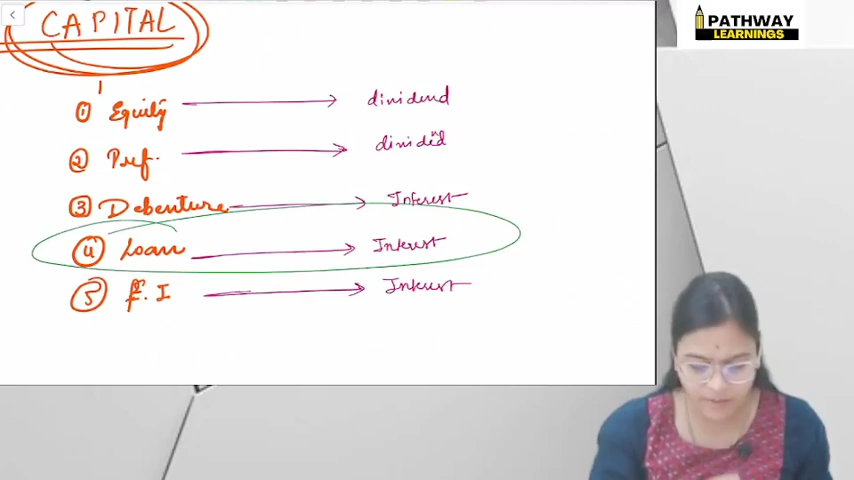 CAPITAL
PATHWAY
LEARNINGS
① Equity → dividend
② Pref. → dividend
③ Debenture → Interest
④ Loan → Interest
⑤ F.I → Interest